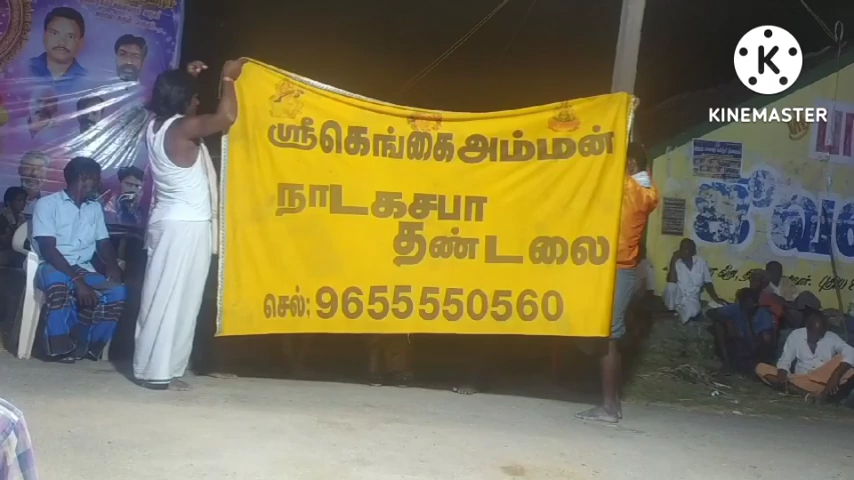 ஸ்ரீகெங்கைஅம்மன்
நாடகசபா
தண்டலை
செல்: 9655550560
K
KINEMASTER